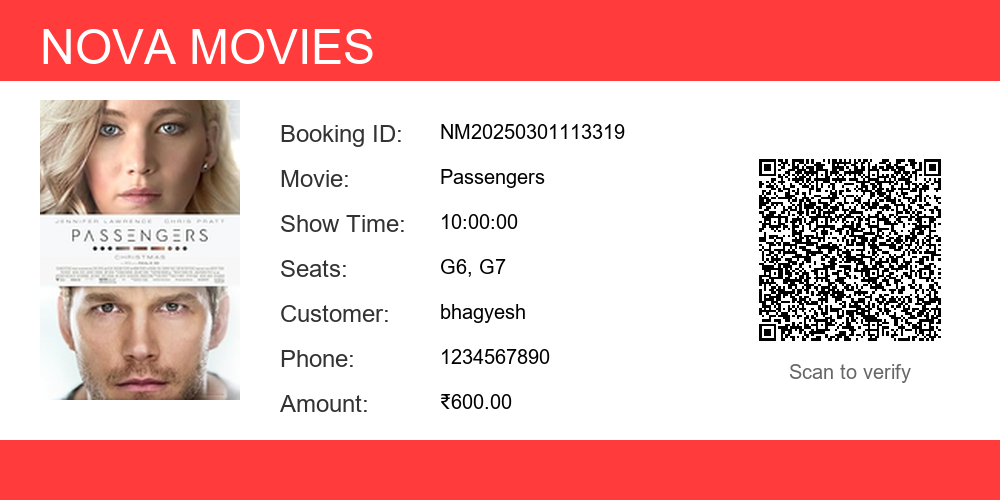 NOVA MOVIES
JENNIFER LAWRENCE CHRIS PRATT
PASSENGERS
CHRISTMAS
Booking ID: NM20250301113319
Movie: Passengers
Show Time: 10:00:00
Seats: G6, G7
Customer: bhagyesh
Phone: 1234567890
Amount: ₹600.00
Scan to verify